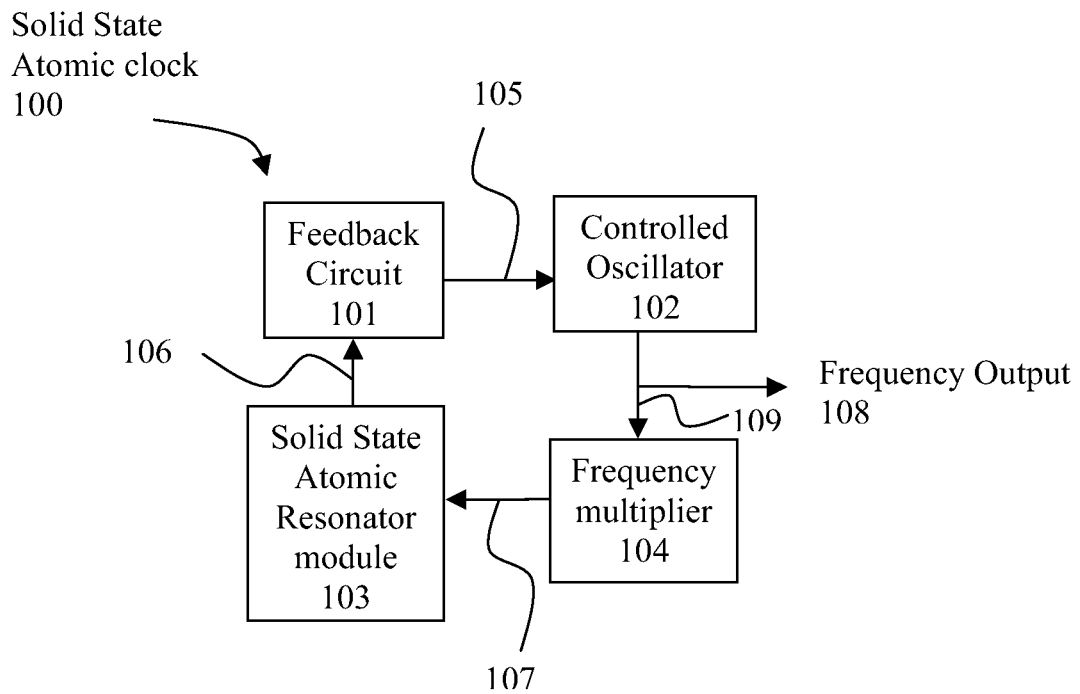 Solid State
Atomic clock
100
105
Feedback
Circuit
101
Controlled
Oscillator
102
106
Frequency Output
108
109
Solid State
Atomic
Resonator
module
103
Frequency
multiplier
104
107